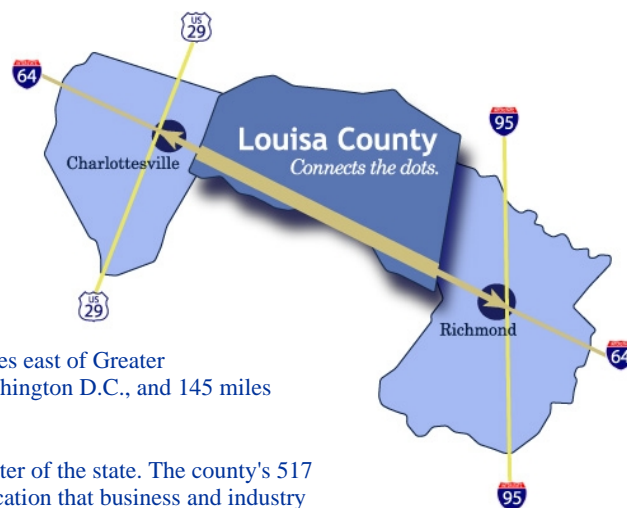 US
29
64
95
Louisa County
Connects the dots.
Charlottesville
US
29
Richmond
64
es east of Greater
hington D.C., and 145 miles
ter of the state. The county's 517
cation that business and industry
95